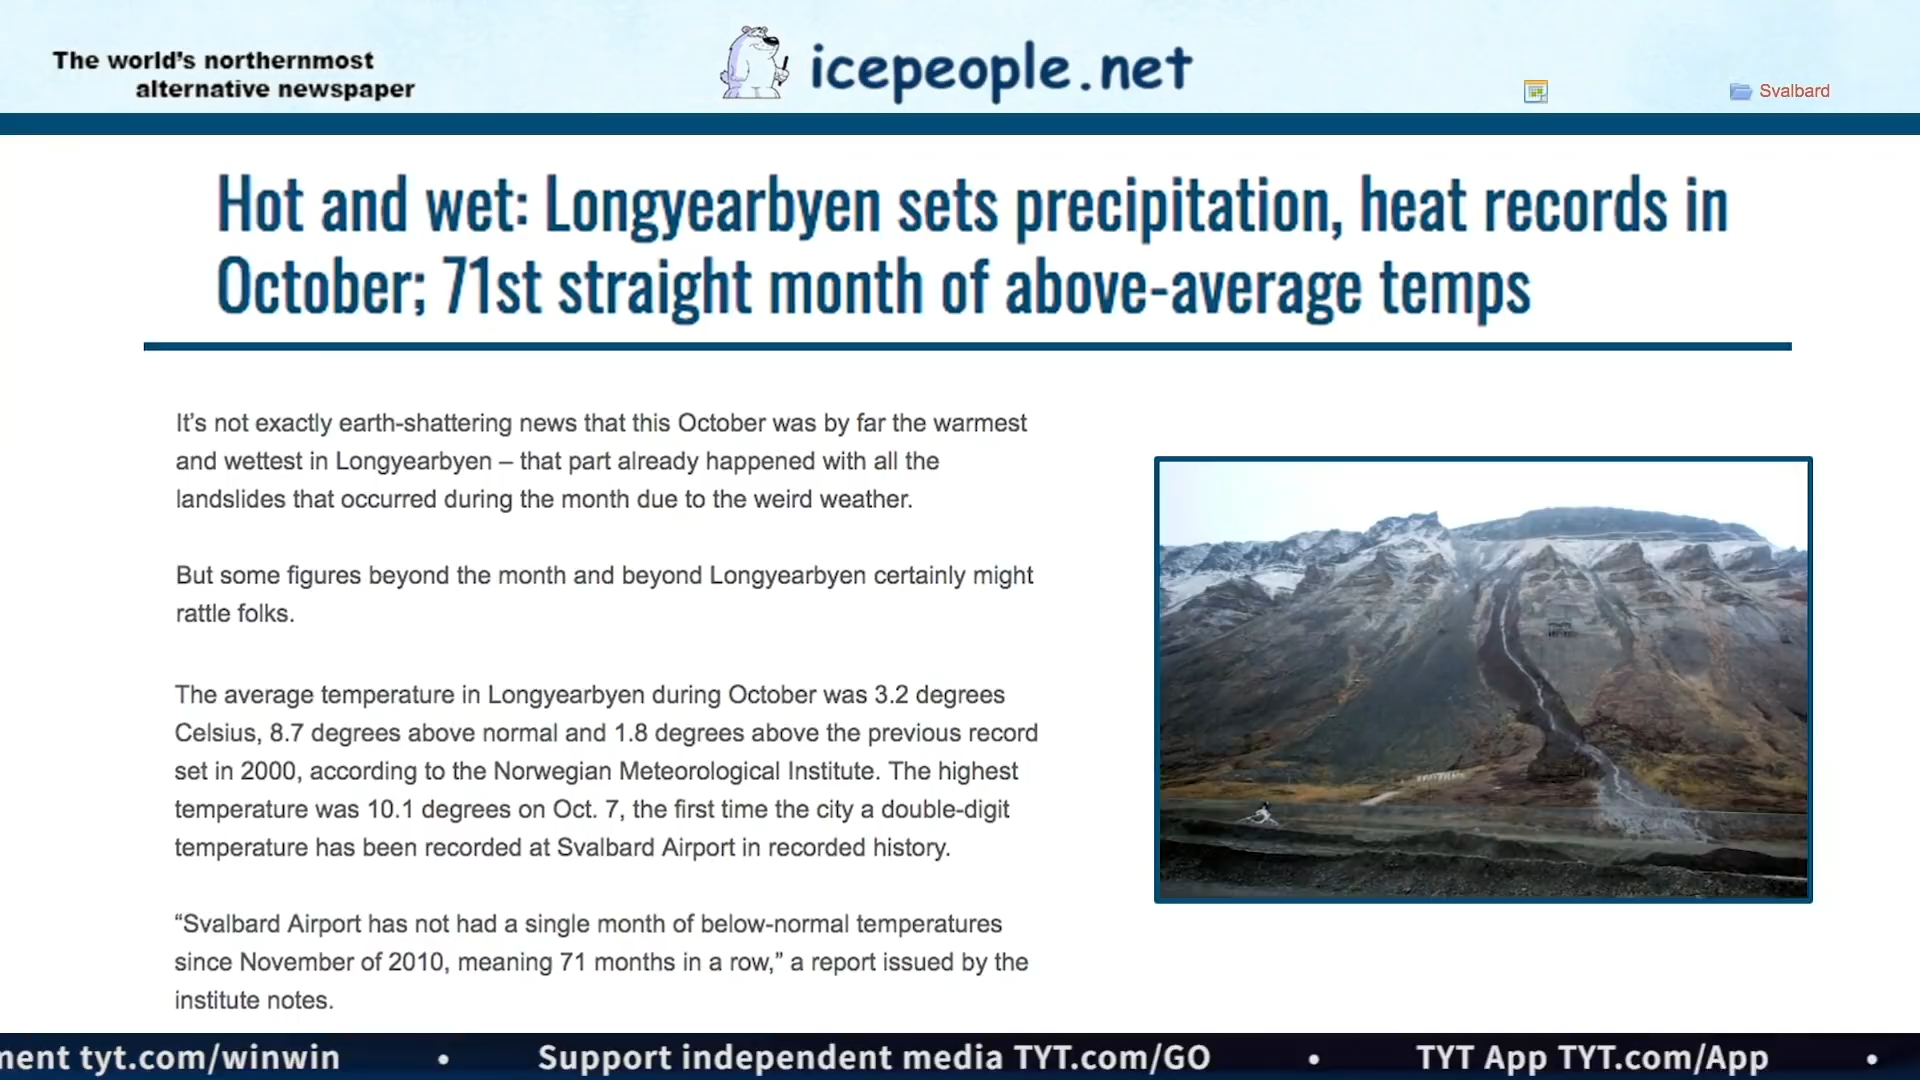 The world's northernmost
alternative newspaper
icepeople.net
Svalbard
Hot and wet: Longyearbyen sets precipitation, heat records in
October; 71st straight month of above-average temps
It’s not exactly earth-shattering news that this October was by far the warmest
and wettest in Longyearbyen – that part already happened with all the
landslides that occurred during the month due to the weird weather.
But some figures beyond the month and beyond Longyearbyen certainly might
rattle folks.
The average temperature in Longyearbyen during October was 3.2 degrees
Celsius, 8.7 degrees above normal and 1.8 degrees above the previous record
set in 2000, according to the Norwegian Meteorological Institute. The highest
temperature was 10.1 degrees on Oct. 7, the first time the city a double-digit
temperature has been recorded at Svalbard Airport in recorded history.
“Svalbard Airport has not had a single month of below-normal temperatures
since November of 2010, meaning 71 months in a row,” a report issued by the
institute notes.
ment tyt.com/winwin • Support independent media TYT.com/GO • TYT App TYT.com/App •